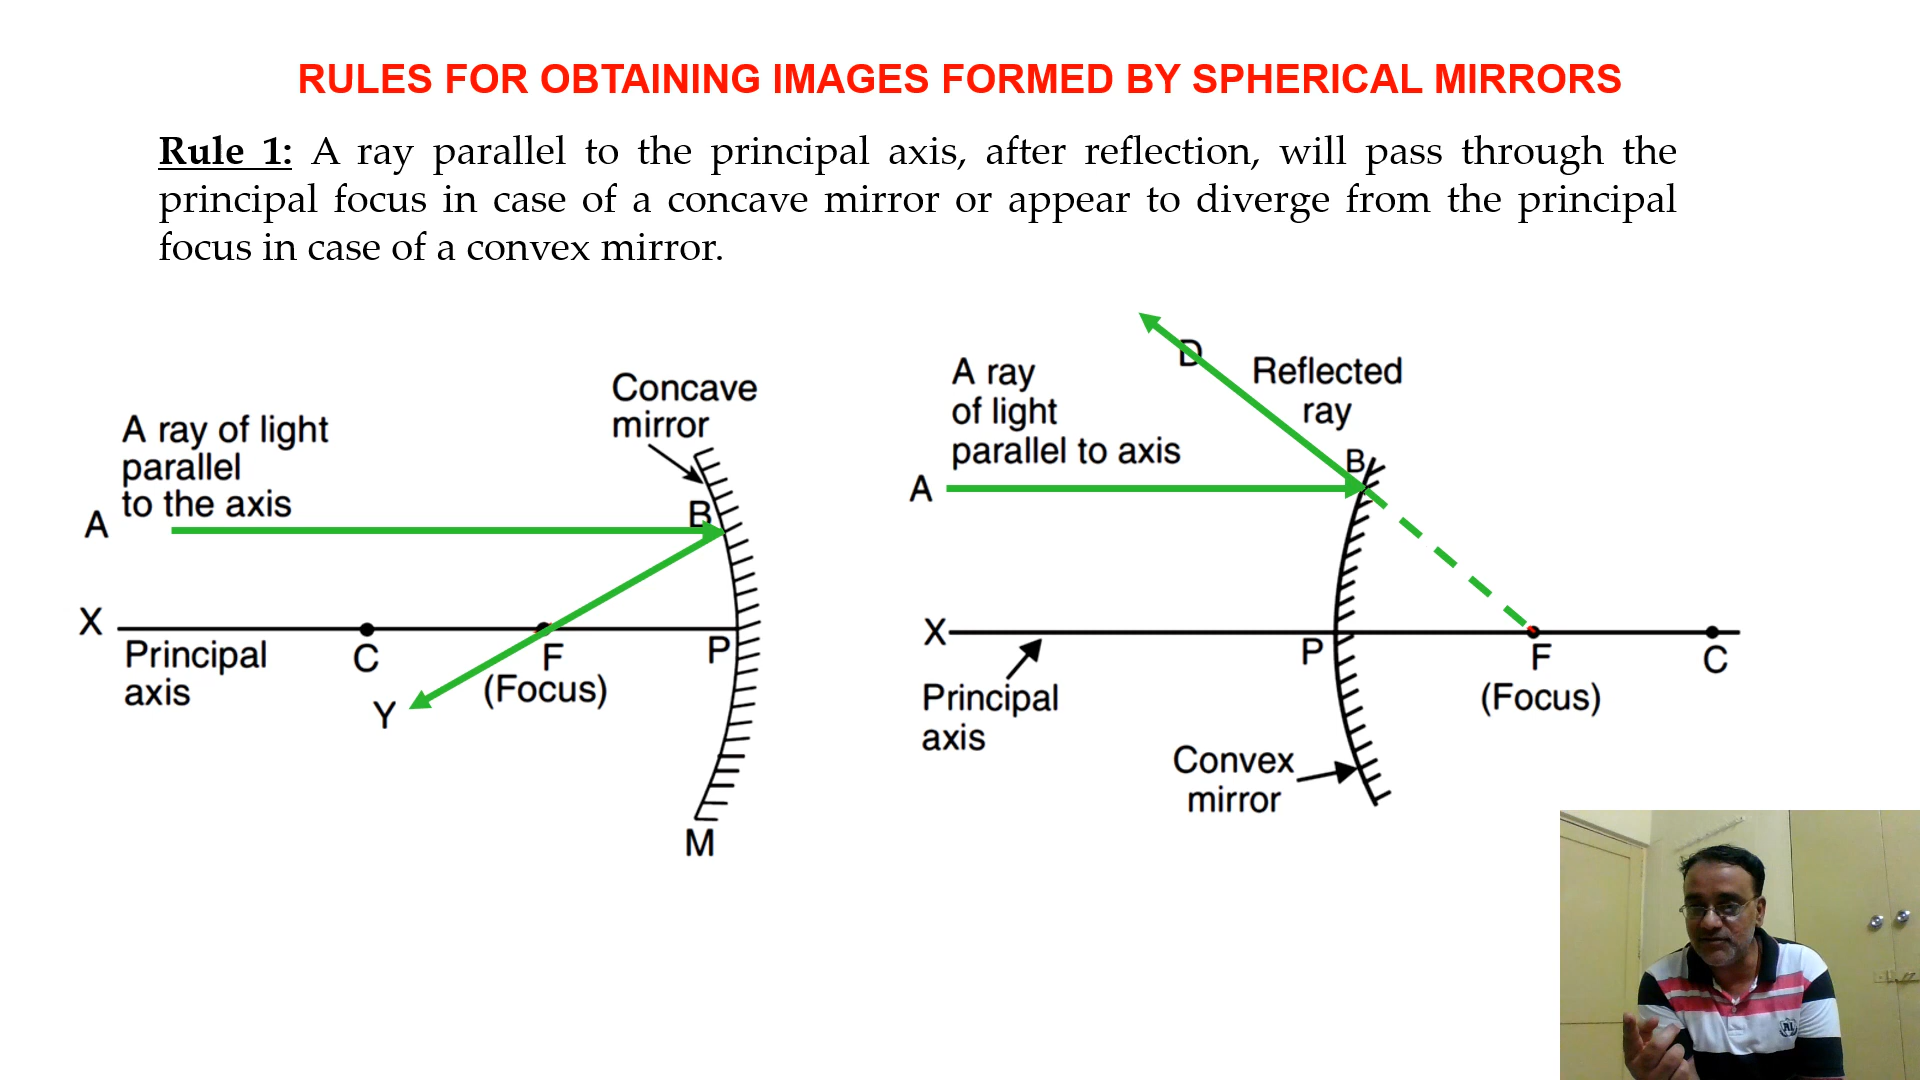 RULES FOR OBTAINING IMAGES FORMED BY SPHERICAL MIRRORS
Rule 1: A ray parallel to the principal axis, after reflection, will pass through the
principal focus in case of a concave mirror or appear to diverge from the principal
focus in case of a convex mirror.
Concave
mirror
A ray of light
parallel
to the axis
A
B
X
Principal
axis
C
F
(Focus)
P
Y
M
D
A ray
of light
parallel to axis
Reflected
ray
B
A
X
P
F
(Focus)
C
Principal
axis
Convex
mirror